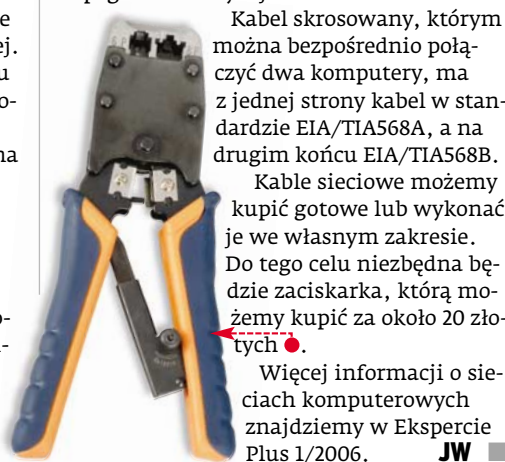 Kabel skrosowany, którym
można bezpośrednio połą-
czyć dwa komputery, ma
z jednej strony kabel w stan-
dardzie EIA/TIA568A, a na
drugim końcu EIA/TIA568B.
Kable sieciowe możemy
kupić gotowe lub wykonać
je we własnym zakresie.
Do tego celu niezbędna bę-
dzie zaciskarka, którą mo-
żemy kupić za około 20 zło-
tych.
Więcej informacji o sie-
ciach komputerowych
znajdziemy w Ekspercie
Plus 1/2006. JW